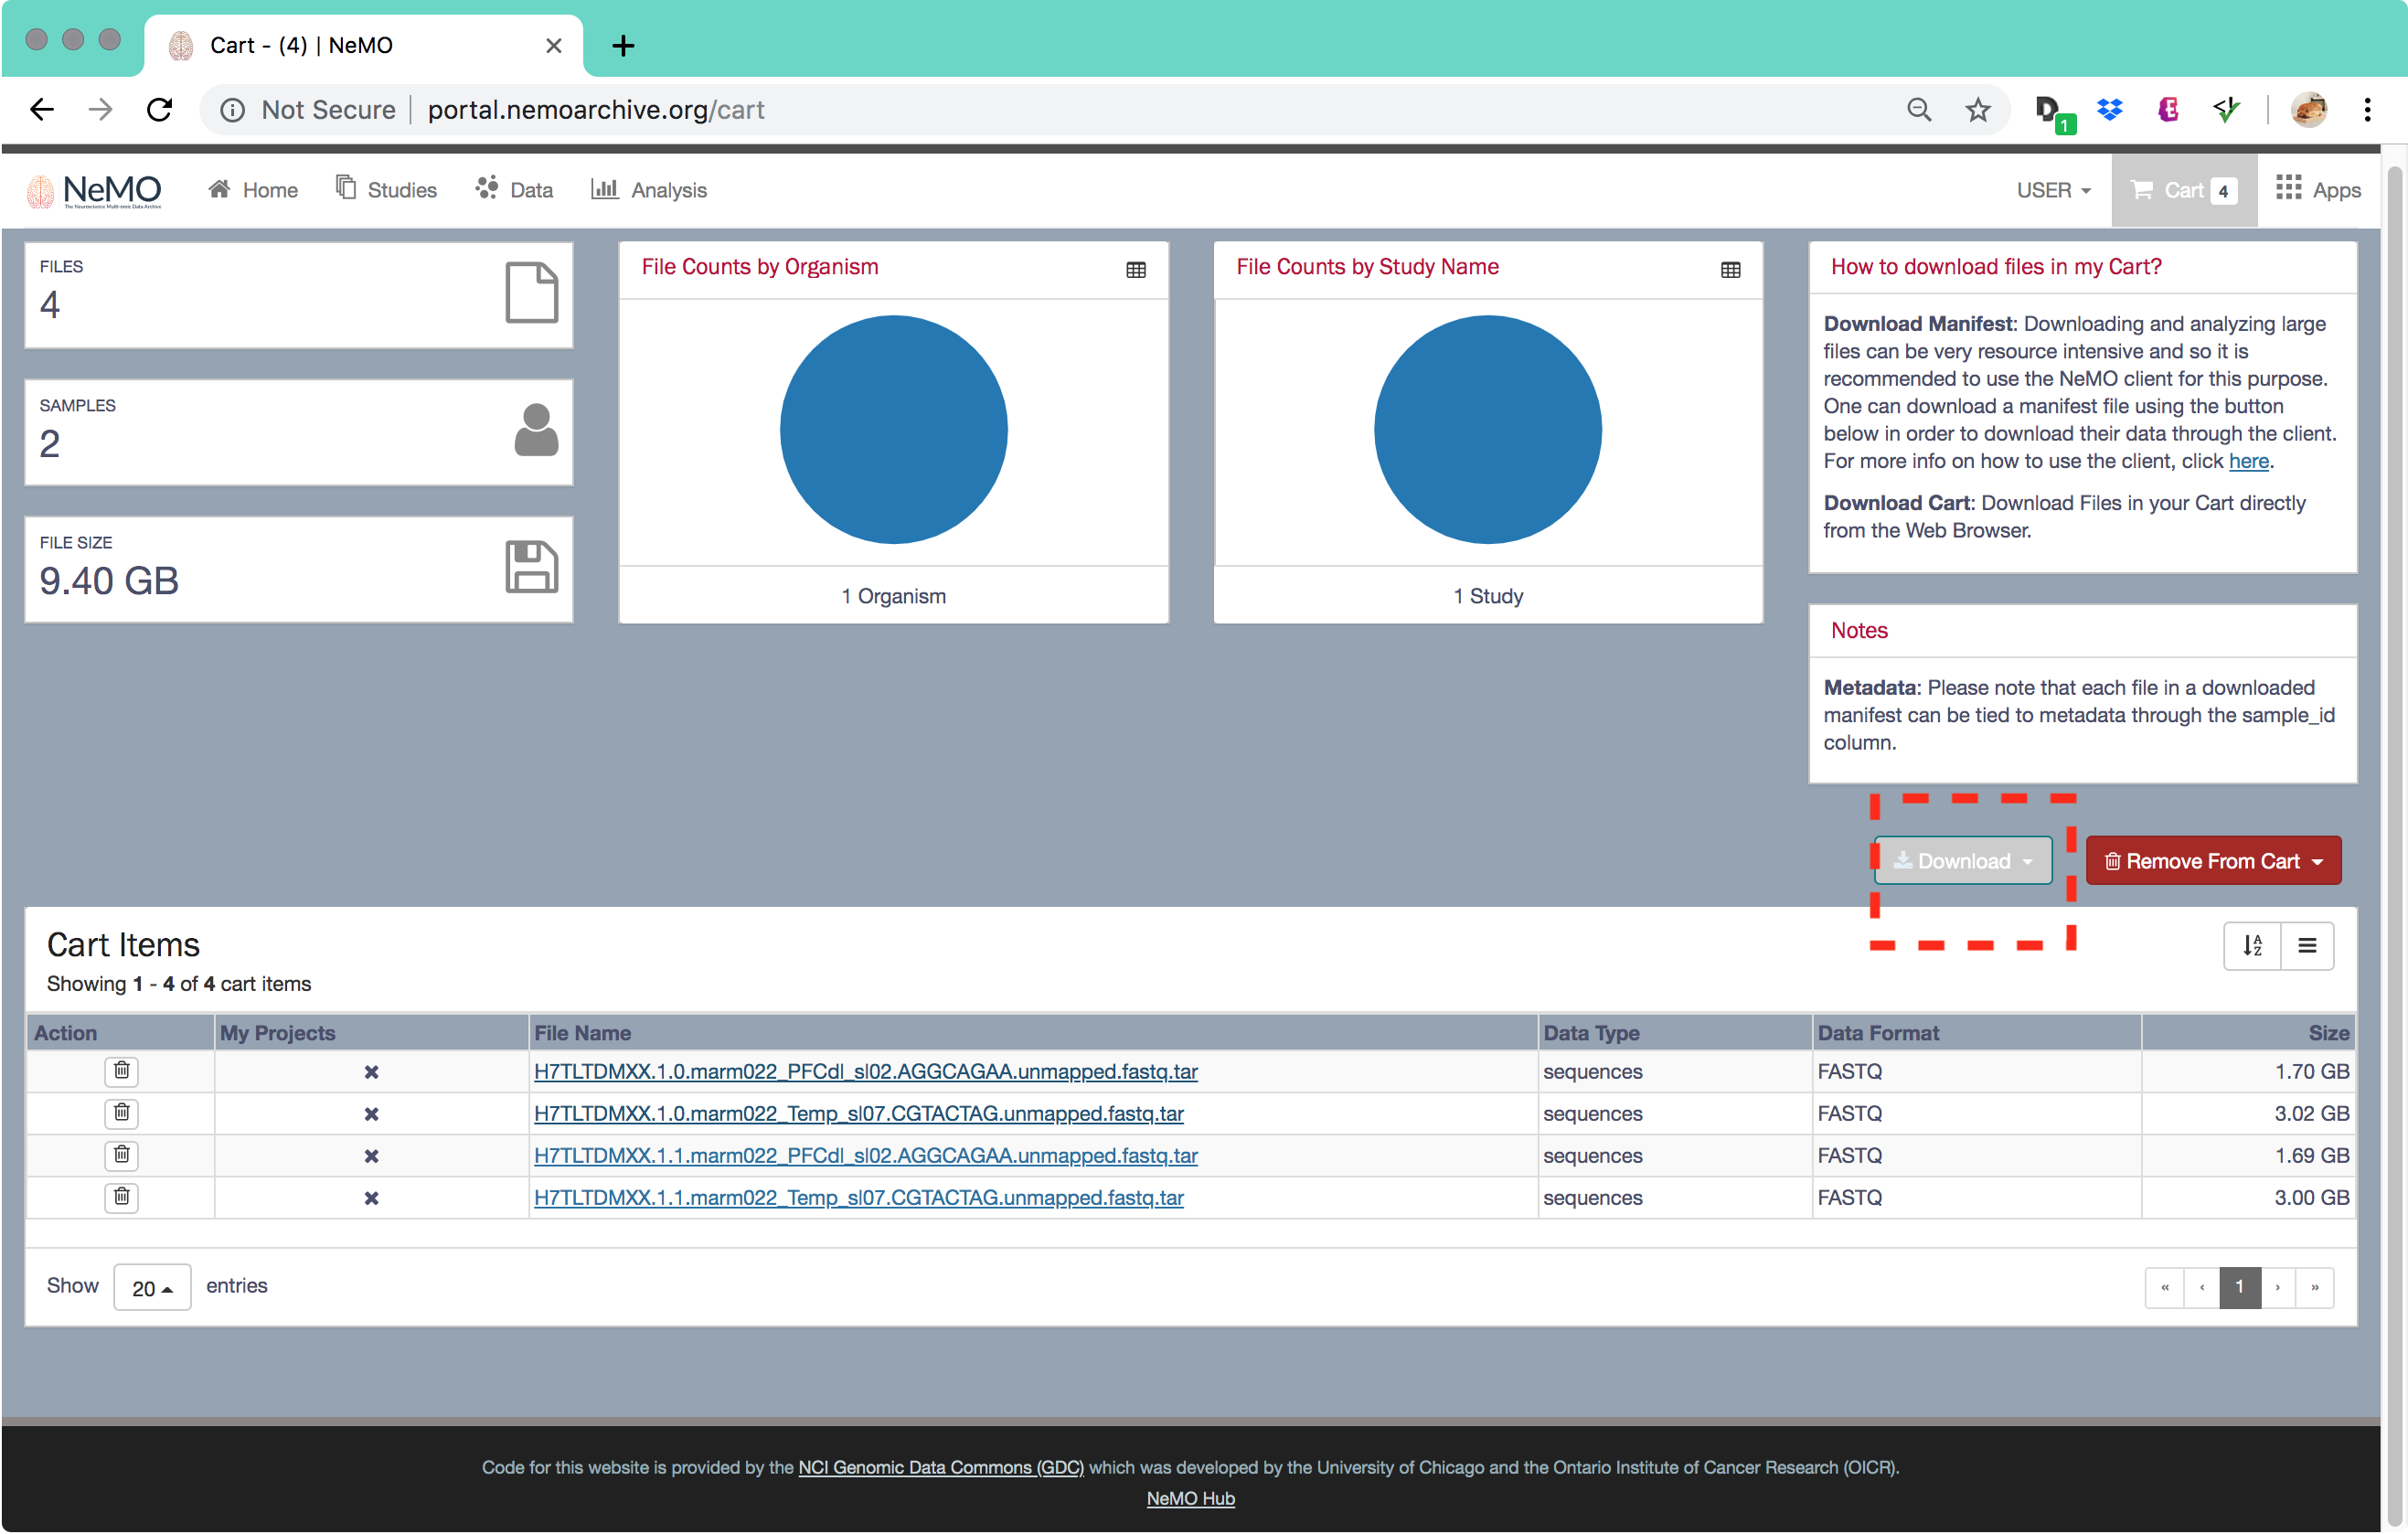 Cart - (4) | NeMO
Not Secure
portal.nemoarchive.org/cart
1
NeMO
The Neuroscience Multi-omic Data Archive
Home
Studies
Data
Analysis
USER
Cart 4
Apps
FILES
4
SAMPLES
2
FILE SIZE
9.40 GB
File Counts by Organism
1 Organism
File Counts by Study Name
1 Study
How to download files in my Cart?
Download Manifest: Downloading and analyzing large
files can be very resource intensive and so it is
recommended to use the NeMO client for this purpose.
One can download a manifest file using the button
below in order to download their data through the client.
For more info on how to use the client, click here.
Download Cart: Download Files in your Cart directly
from the Web Browser.
Notes
Metadata: Please note that each file in a downloaded
manifest can be tied to metadata through the sample_id
column.
Download
Remove From Cart
Cart Items
Showing 1 - 4 of 4 cart items
A
Z
Action My Projects File Name Data Type Data Format Size
H7TLTDMXX.1.0.marm022_PFCdl_sl02.AGGCAGAA.unmapped.fastq.tar sequences FASTQ 1.70 GB
H7TLTDMXX.1.0.marm022_Temp_sl07.CGTACTAG.unmapped.fastq.tar sequences FASTQ 3.02 GB
H7TLTDMXX.1.1.marm022_PFCdl_sl02.AGGCAGAA.unmapped.fastq.tar sequences FASTQ 1.69 GB
H7TLTDMXX.1.1.marm022_Temp_sl07.CGTACTAG.unmapped.fastq.tar sequences FASTQ 3.00 GB
Show 20 entries
« ‹ 1 › »
Code for this website is provided by the NCI Genomic Data Commons (GDC) which was developed by the University of Chicago and the Ontario Institute of Cancer Research (OICR).
NeMO Hub